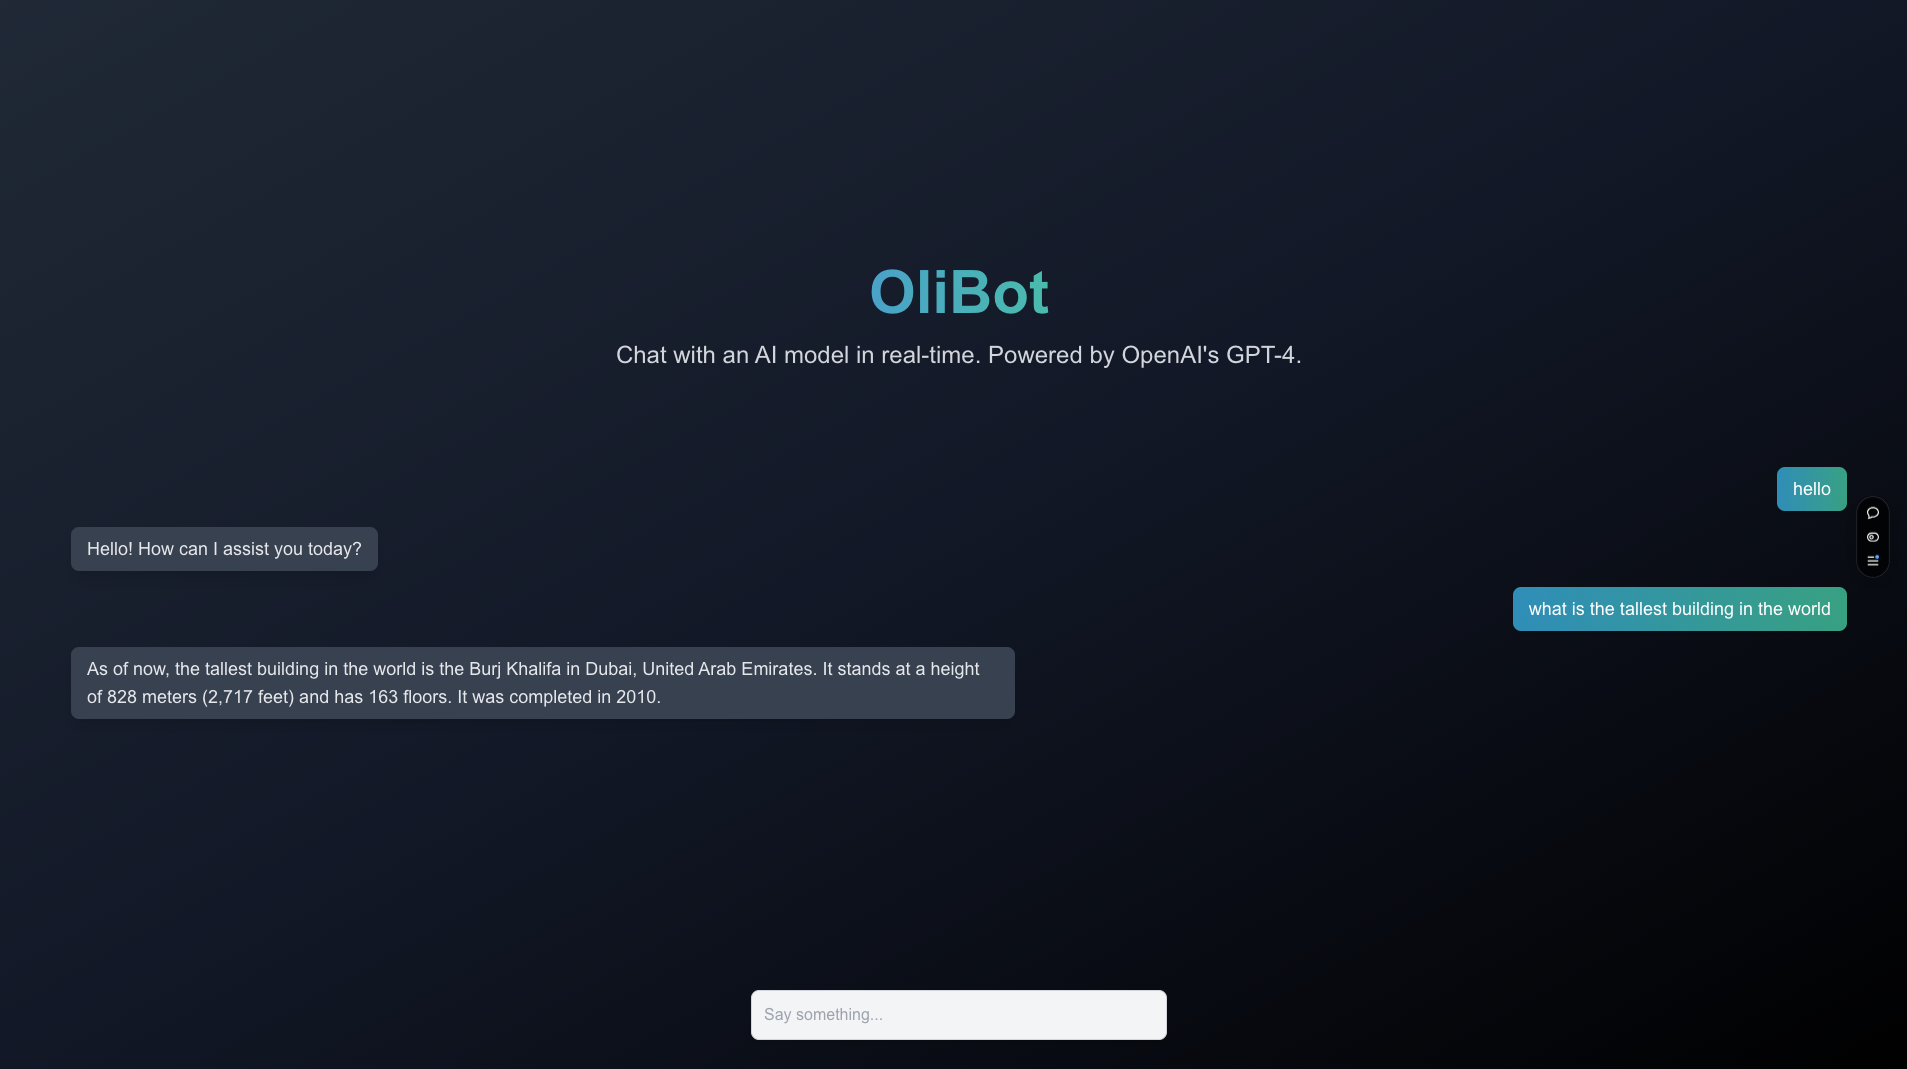 OliBot
Chat with an AI model in real-time. Powered by OpenAI's GPT-4.
hello
Hello! How can I assist you today?
what is the tallest building in the world
As of now, the tallest building in the world is the Burj Khalifa in Dubai, United Arab Emirates. It stands at a height
of 828 meters (2,717 feet) and has 163 floors. It was completed in 2010.
Say something...